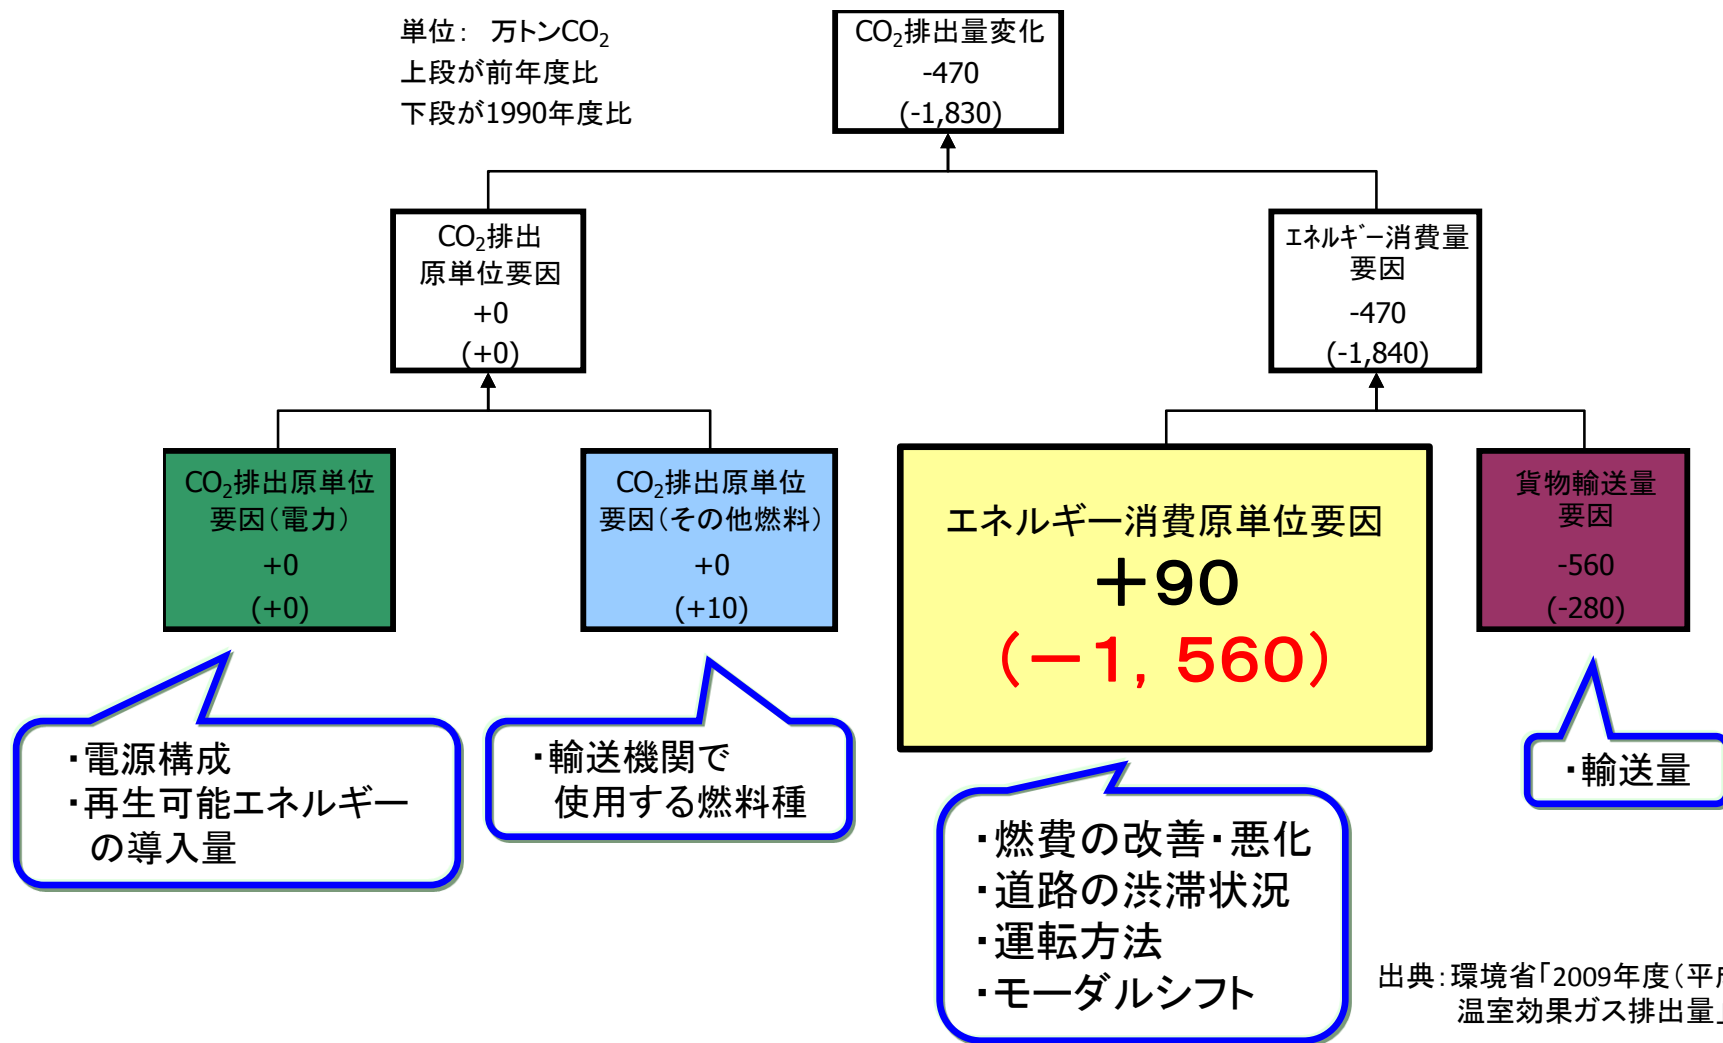 単位： 万トンCO₂
上段が前年度比
下段が1990年度比
CO₂排出量変化
-470
(-1,830)
CO₂排出
原単位要因
+0
(+0)
ｴﾈﾙｷﾞｰ消費量
要因
-470
(-1,840)
CO₂排出原単位
要因（電力）
+0
(+0)
CO₂排出原単位
要因（その他燃料）
+0
(+10)
エネルギー消費原単位要因
＋９０
（－１，５６０）
貨物輸送量
要因
-560
(-280)
・電源構成
・再生可能エネルギー
の導入量
・輸送機関で
使用する燃料種
・燃費の改善・悪化
・道路の渋滞状況
・運転方法
・モーダルシフト
・輸送量
出典：環境省「2009年度（平成
温室効果ガス排出量」